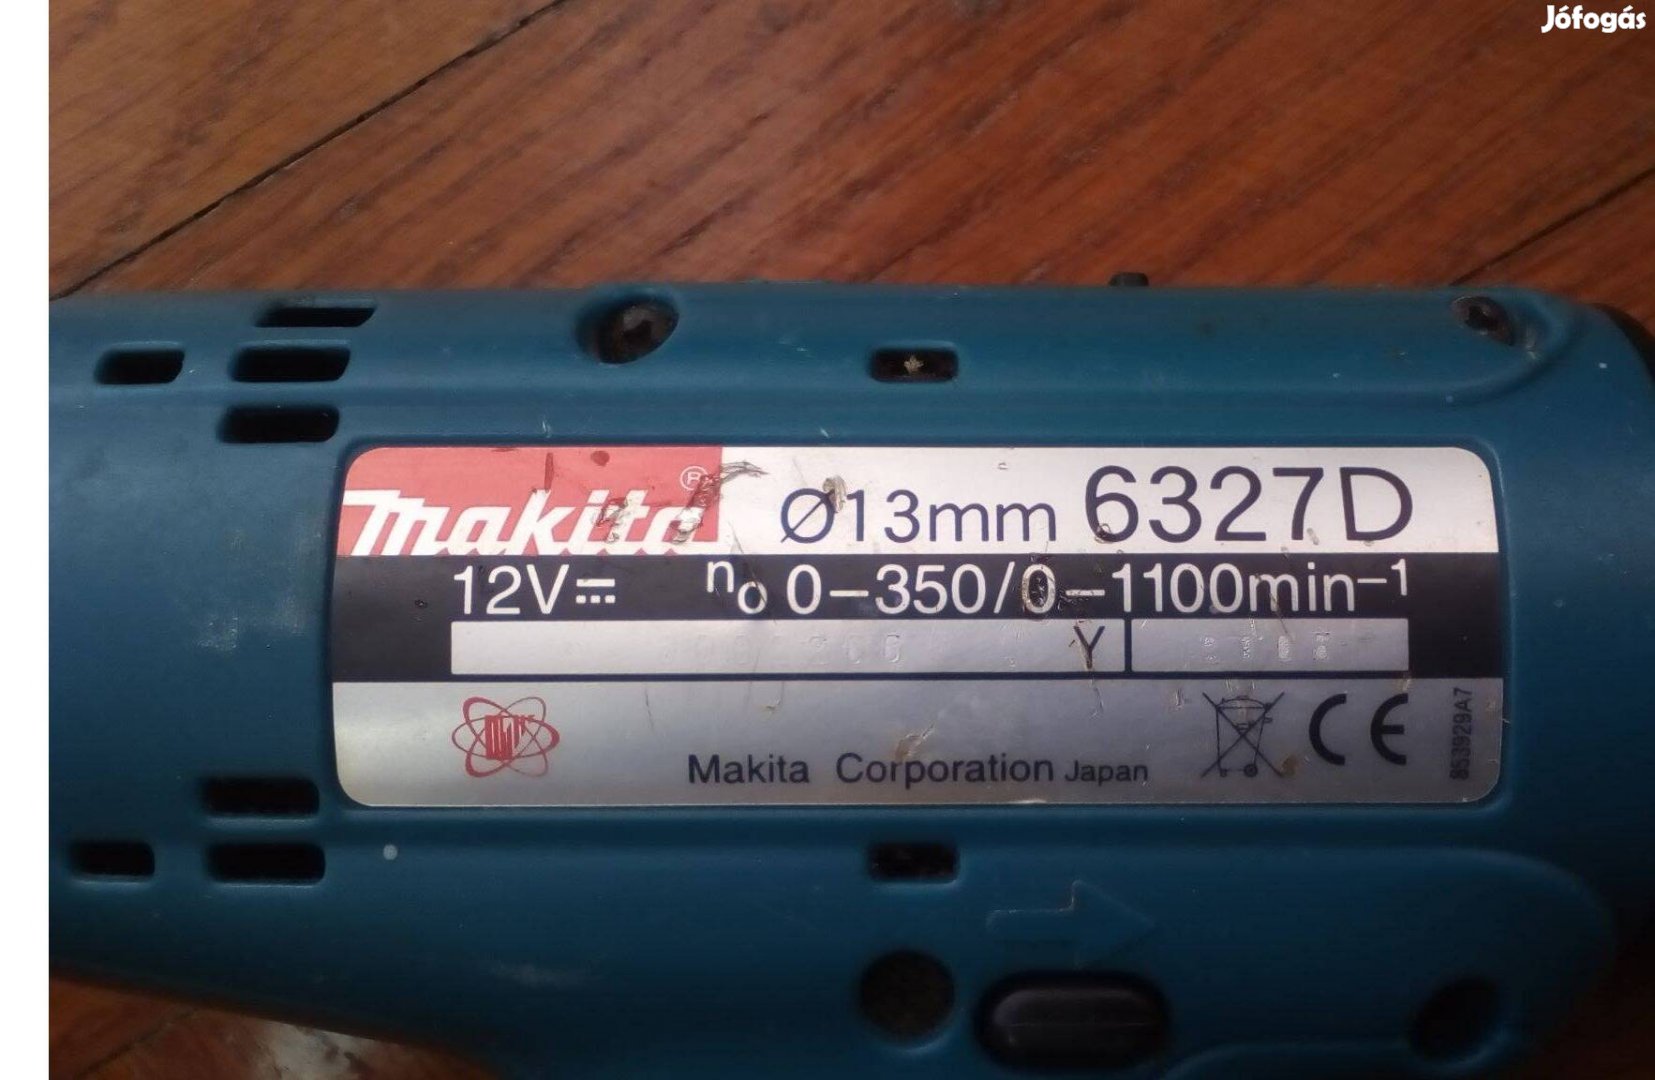 Jófogás
makita® Ø13mm 6327D
12V⎓ n₀ 0–350/0–1100min⁻¹
Y
Makita Corporation Japan CE
853929A7